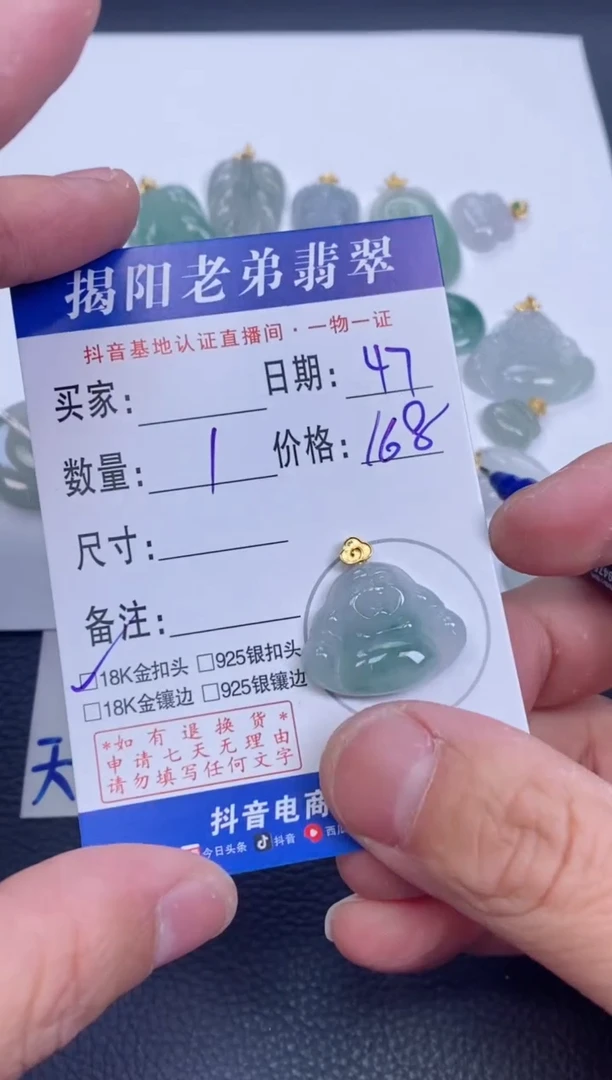 揭阳老弟翡翠
抖音基地认证直播间·一物一证
买家: 日期: 47
数量: 1 价格: 168
尺寸:
备注:
18K金扣头 925银扣头
18K金镶边 925银镶边
*如有退换货*
申请七天无理由
请勿填写任何文字
抖音电商
今日头条 抖音 西瓜
天